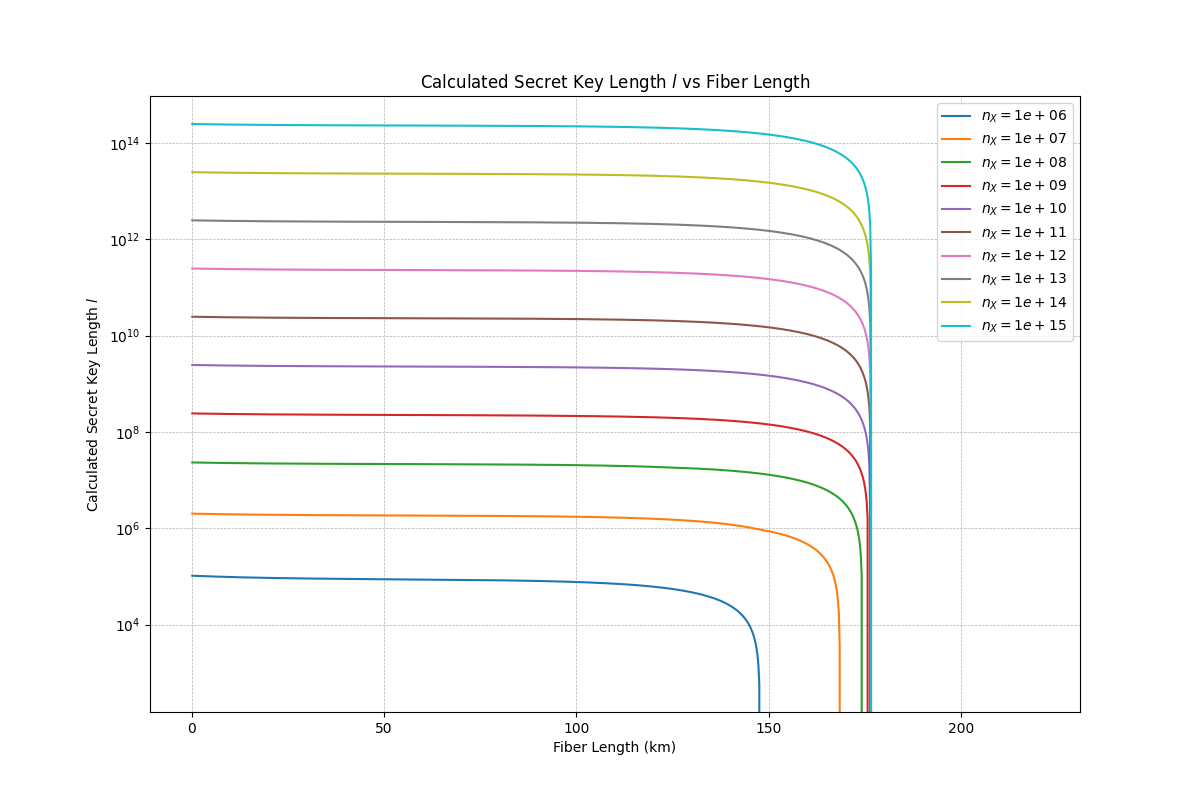 Calculated Secret Key Length l vs Fiber Length
Calculated Secret Key Length l
10^14
10^12
10^10
10^8
10^6
10^4
0 50 100 150 200
Fiber Length (km)
n_X = 1e + 06
n_X = 1e + 07
n_X = 1e + 08
n_X = 1e + 09
n_X = 1e + 10
n_X = 1e + 11
n_X = 1e + 12
n_X = 1e + 13
n_X = 1e + 14
n_X = 1e + 15